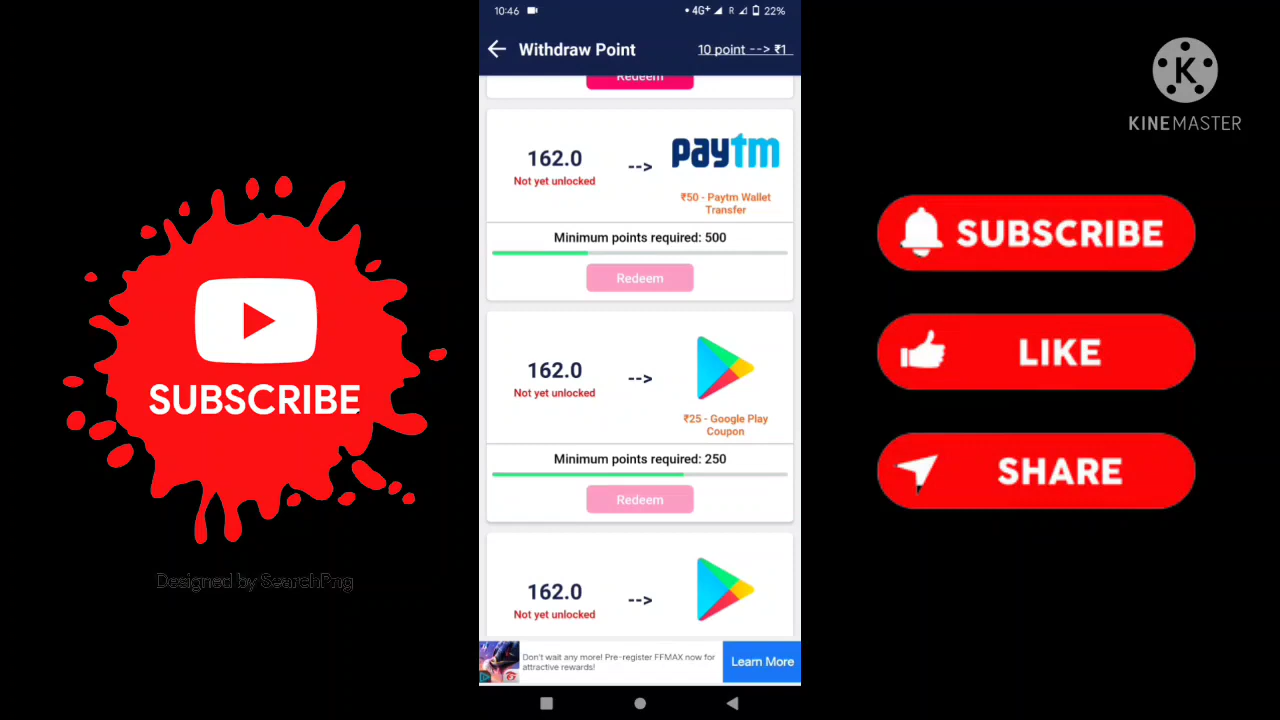 10:46
4G+ R 22%
Withdraw Point
10 point --> ₹1
Redeem
162.0
Not yet unlocked
-->
paytm
₹50 - Paytm Wallet
Transfer
Minimum points required: 500
Redeem
162.0
Not yet unlocked
-->
₹25 - Google Play
Coupon
Minimum points required: 250
Redeem
162.0
Not yet unlocked
-->
Don't wait any more! Pre-register FFMAX now for
attractive rewards!
Learn More
SUBSCRIBE
Designed by SearchPng
K
KINEMASTER
SUBSCRIBE
LIKE
SHARE